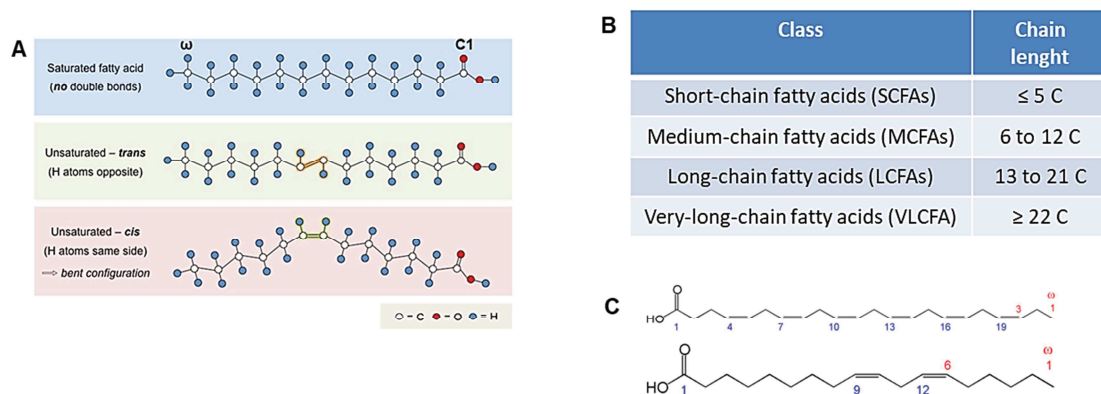 A
ω
C1
Saturated fatty acid
(no double bonds)
Unsaturated – trans
(H atoms opposite)
Unsaturated – cis
(H atoms same side)
⇒ bent configuration
– C – O = H
B
Class Chain lenght
Short-chain fatty acids (SCFAs) ≤ 5 C
Medium-chain fatty acids (MCFAs) 6 to 12 C
Long-chain fatty acids (LCFAs) 13 to 21 C
Very-long-chain fatty acids (VLCFA) ≥ 22 C
C
O
HO
1 4 7 10 13 16 19 3 ω 1
O
HO
1 9 12 6 ω 1